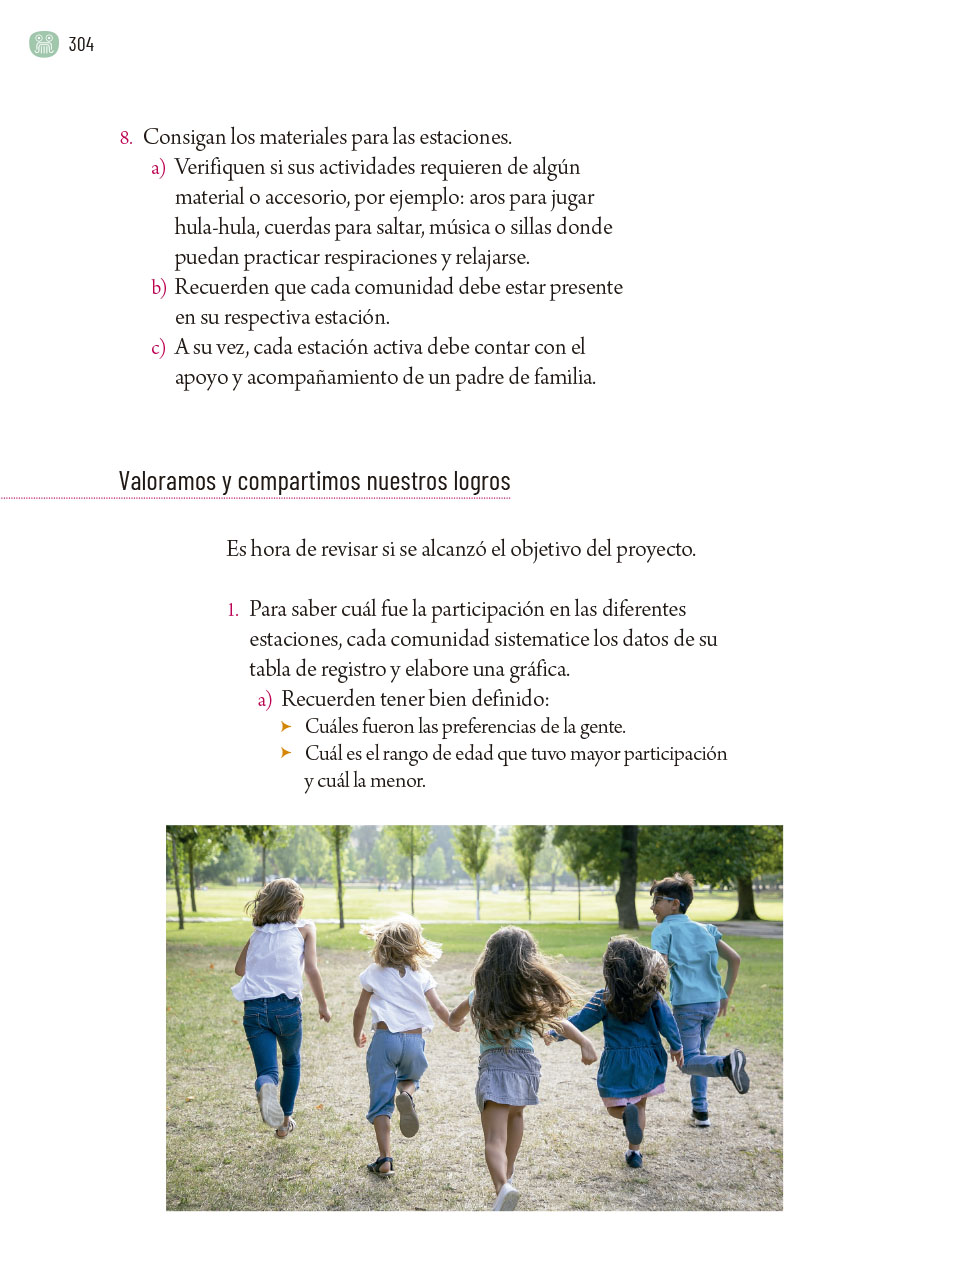 304
8. Consigan los materiales para las estaciones.
a) Verifiquen si sus actividades requieren de algún
material o accesorio, por ejemplo: aros para jugar
hula-hula, cuerdas para saltar, música o sillas donde
puedan practicar respiraciones y relajarse.
b) Recuerden que cada comunidad debe estar presente
en su respectiva estación.
c) A su vez, cada estación activa debe contar con el
apoyo y acompañamiento de un padre de familia.
Valoramos y compartimos nuestros logros
Es hora de revisar si se alcanzó el objetivo del proyecto.
1. Para saber cuál fue la participación en las diferentes
estaciones, cada comunidad sistematice los datos de su
tabla de registro y elabore una gráfica.
a) Recuerden tener bien definido:
➤ Cuáles fueron las preferencias de la gente.
➤ Cuál es el rango de edad que tuvo mayor participación
y cuál la menor.